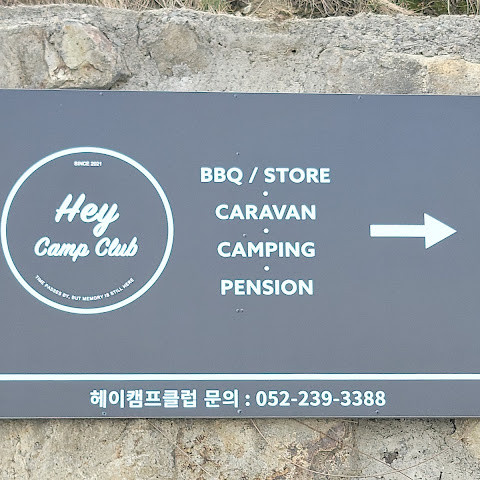 SINCE 2021
Hey
Camp Club
TIME PASSES BY, BUT MEMORY IS STILL HERE
BBQ / STORE
CARAVAN
CAMPING
PENSION
헤이캠프클럽 문의 : 052-239-3388